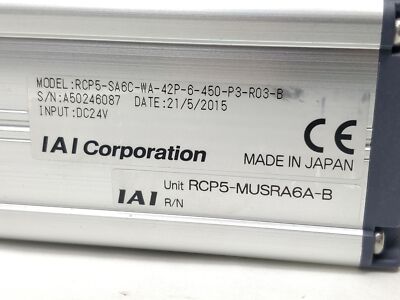 MODEL:RCP5-SA6C-WA-42P-6-450-P3-R03-B
S/N:A50246087 DATE:21/5/2015
INPUT:DC24V
CE
IAI Corporation
MADE IN JAPAN
IAI Unit RCP5-MUSRA6A-B
R/N